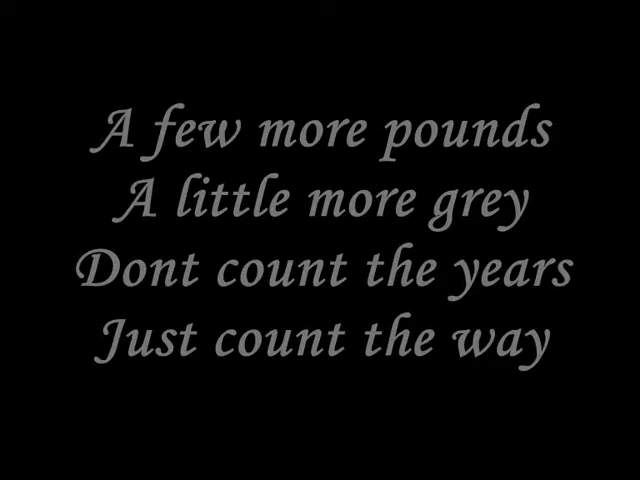 A few more pounds
A little more grey
Dont count the years
Just count the way